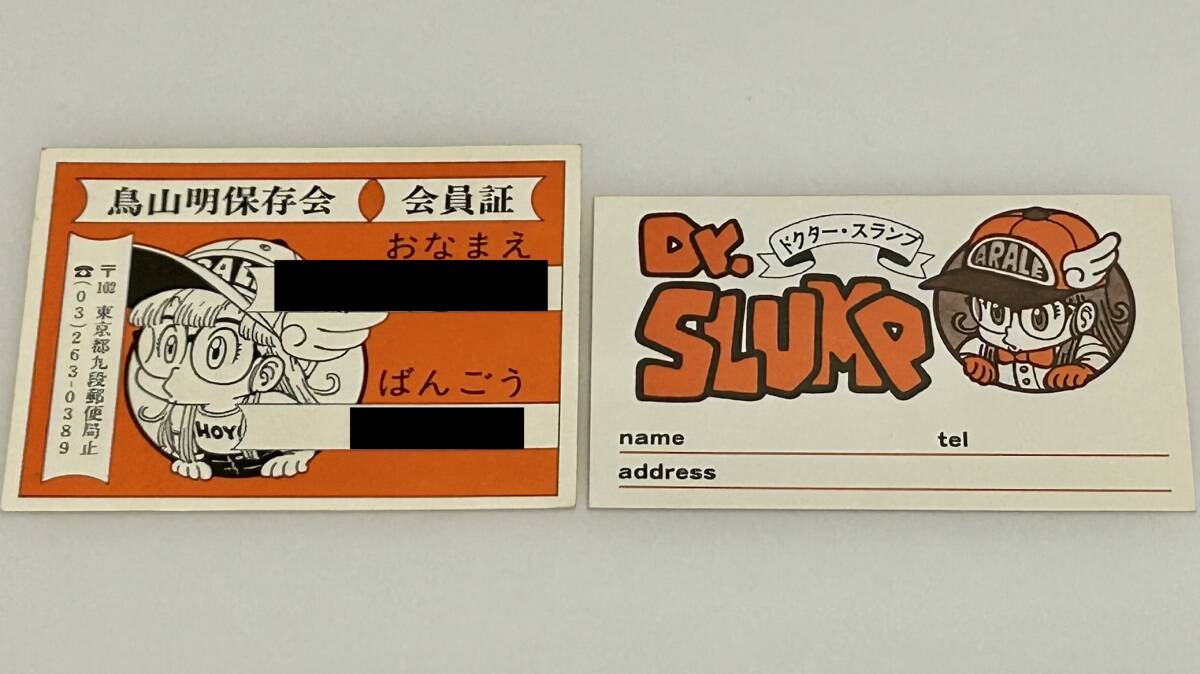 鳥山明保存会 会員証
おなまえ
ばんごう
〒102 東京都九段郵便局止
☎(03)263-0389
HOY!
Dr.
ドクター・スランプ
SLUMP
ARALE
name tel
address